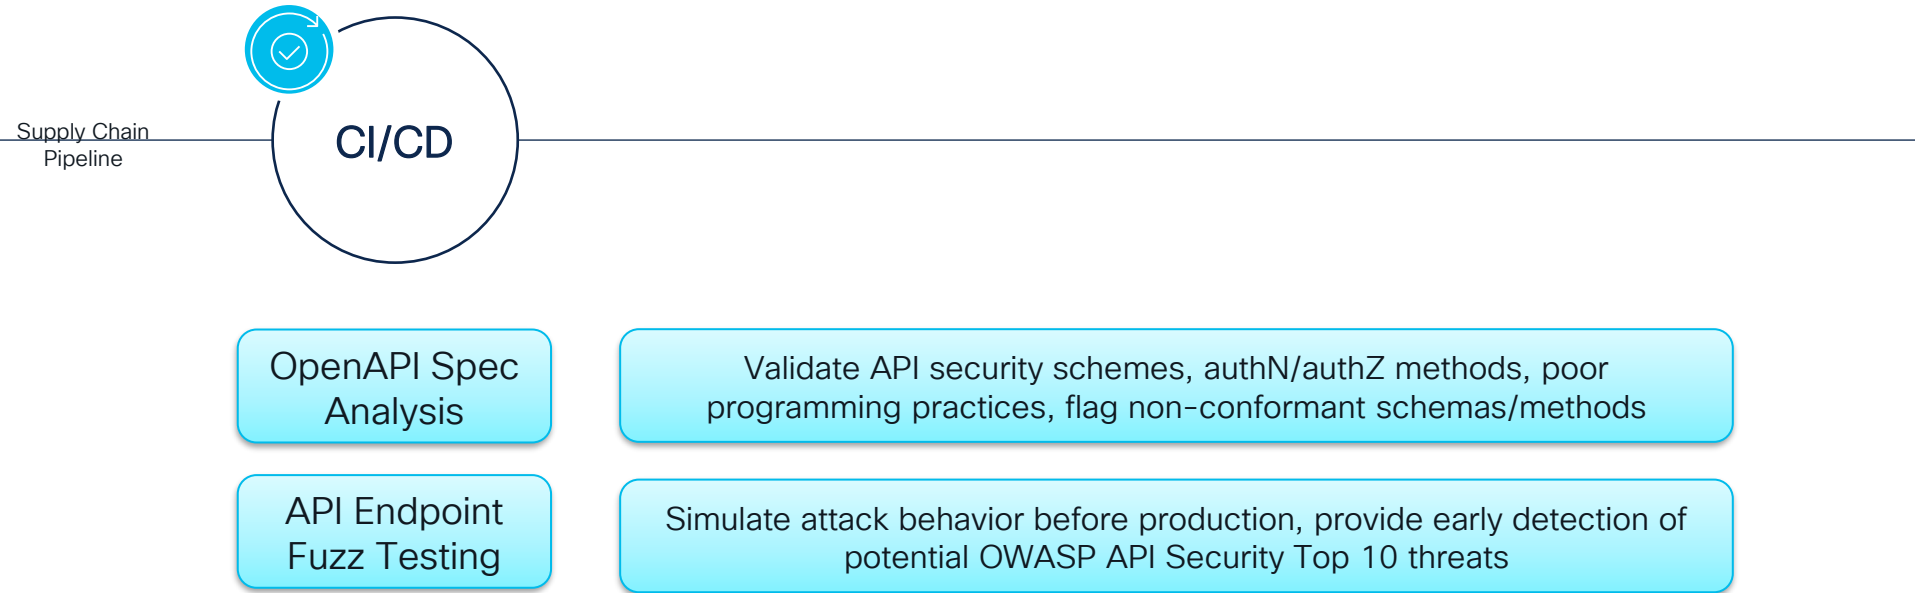 Supply Chain
Pipeline
CI/CD
OpenAPI Spec
Analysis
Validate API security schemes, authN/authZ methods, poor
programming practices, flag non-conformant schemas/methods
API Endpoint
Fuzz Testing
Simulate attack behavior before production, provide early detection of
potential OWASP API Security Top 10 threats